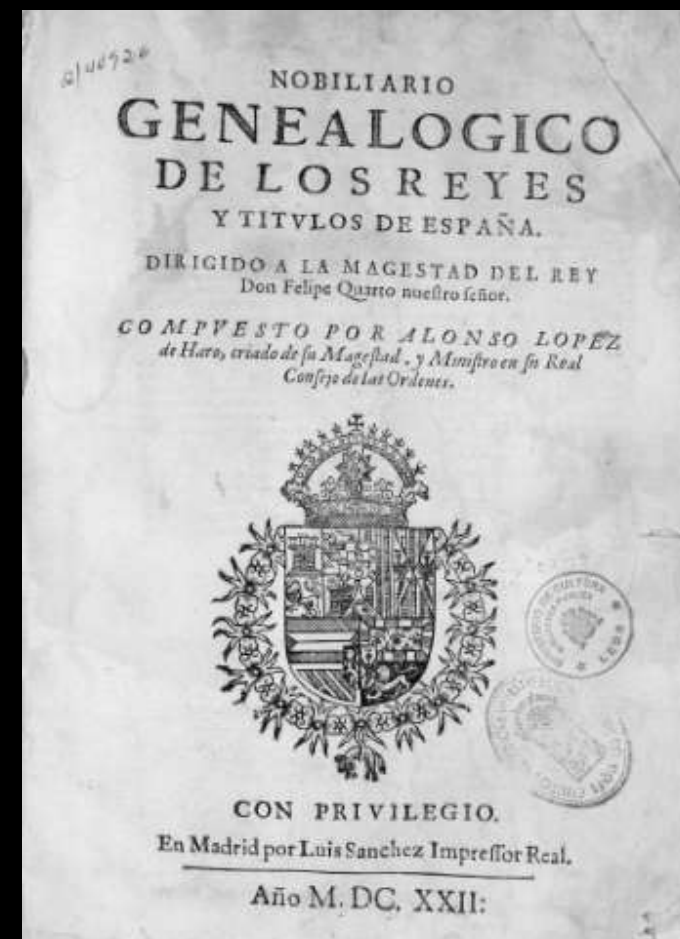 NOBILIARIO
GENEALOGICO
DE LOS REYES
Y TITVLOS DE ESPAÑA.
DIRIGIDO A LA MAGESTAD DEL REY
Don Felipe Quarto nueſtro ſeñor.
COMPVESTO POR ALONSO LOPEZ
de Haro, criado de ſu Mageſtad, y Miniſtro en ſu Real
Conſejo de las Ordenes.
CON PRIVILEGIO.
En Madrid por Luis Sanchez Impreſſor Real.
Año M. DC. XXII: